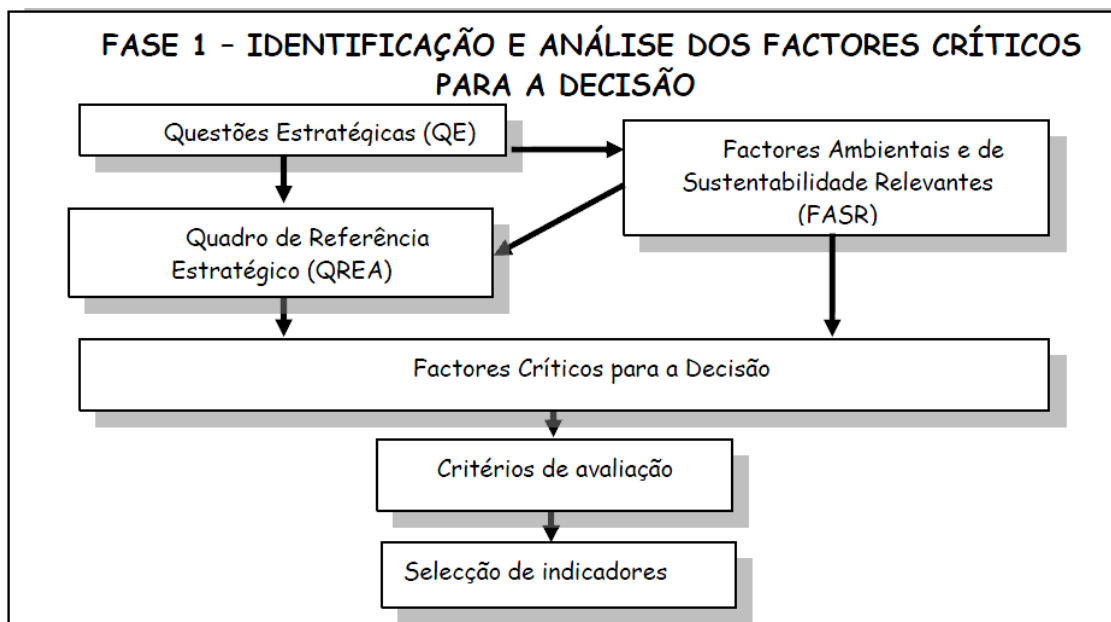 FASE 1 – IDENTIFICAÇÃO E ANÁLISE DOS FACTORES CRÍTICOS
PARA A DECISÃO
Questões Estratégicas (QE)
Factores Ambientais e de
Sustentabilidade Relevantes
(FASR)
Quadro de Referência
Estratégico (QREA)
Factores Críticos para a Decisão
Critérios de avaliação
Selecção de indicadores